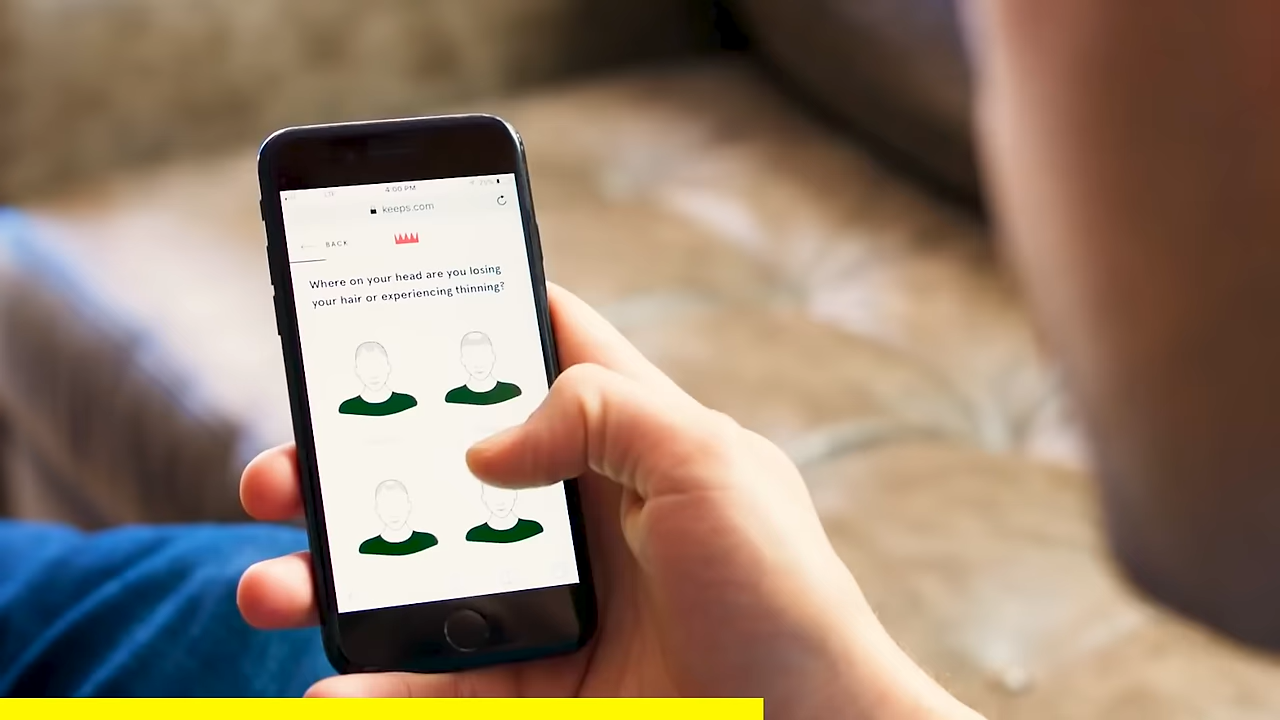 4:00 PM
keeps.com
BACK
Where on your head are you losing
your hair or experiencing thinning?